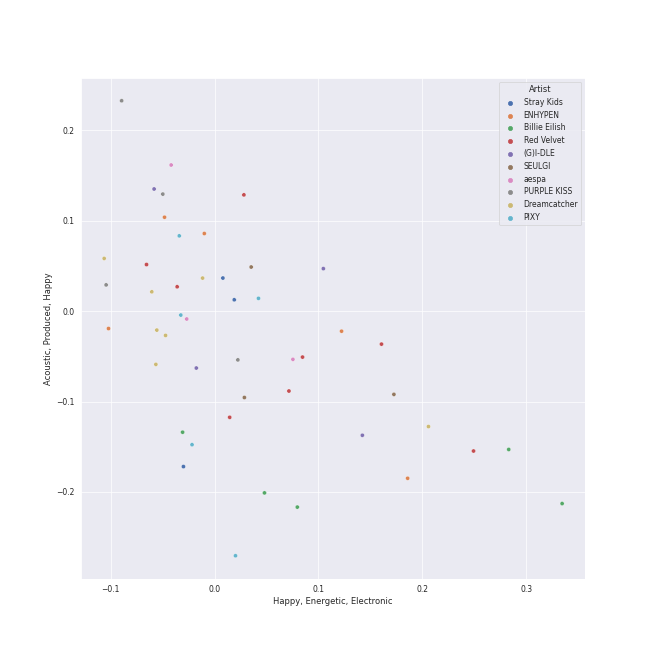 Artist
Stray Kids
ENHYPEN
Billie Eilish
Red Velvet
(G)I-DLE
SEULGI
aespa
PURPLE KISS
Dreamcatcher
PIXY
0.2
0.1
0.0
−0.1
−0.2
Acoustic, Produced, Happy
−0.1
0.0
0.1
0.2
0.3
Happy, Energetic, Electronic